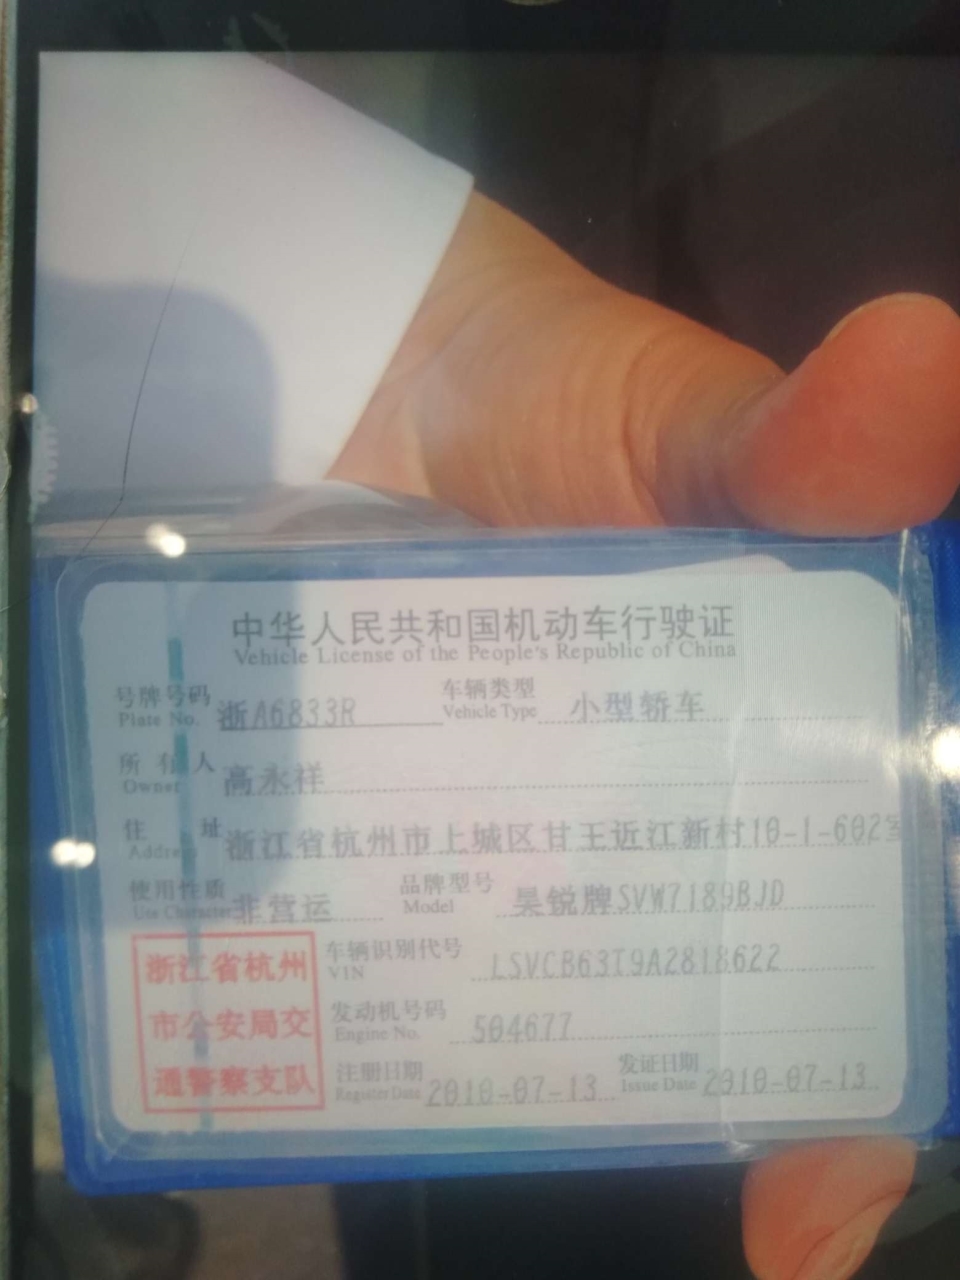 中华人民共和国机动车行驶证
Vehicle License of the People's Republic of China
号牌号码 浙A6833R 车辆类型 小型轿车
Plate No. Vehicle Type
所有人 高永祥
Owner
住址 浙江省杭州市上城区甘王近江新村10-1-602室
Address
使用性质 非营运 品牌型号 昊锐牌SVW7189BJD
Use Character Model
浙江省杭州
市公安局交
通警察支队
车辆识别代号 LSVCB63T9A2818622
VIN
发动机号码 504677
Engine No.
注册日期 2010-07-13 发证日期 2010-07-13
Register Date Issue Date